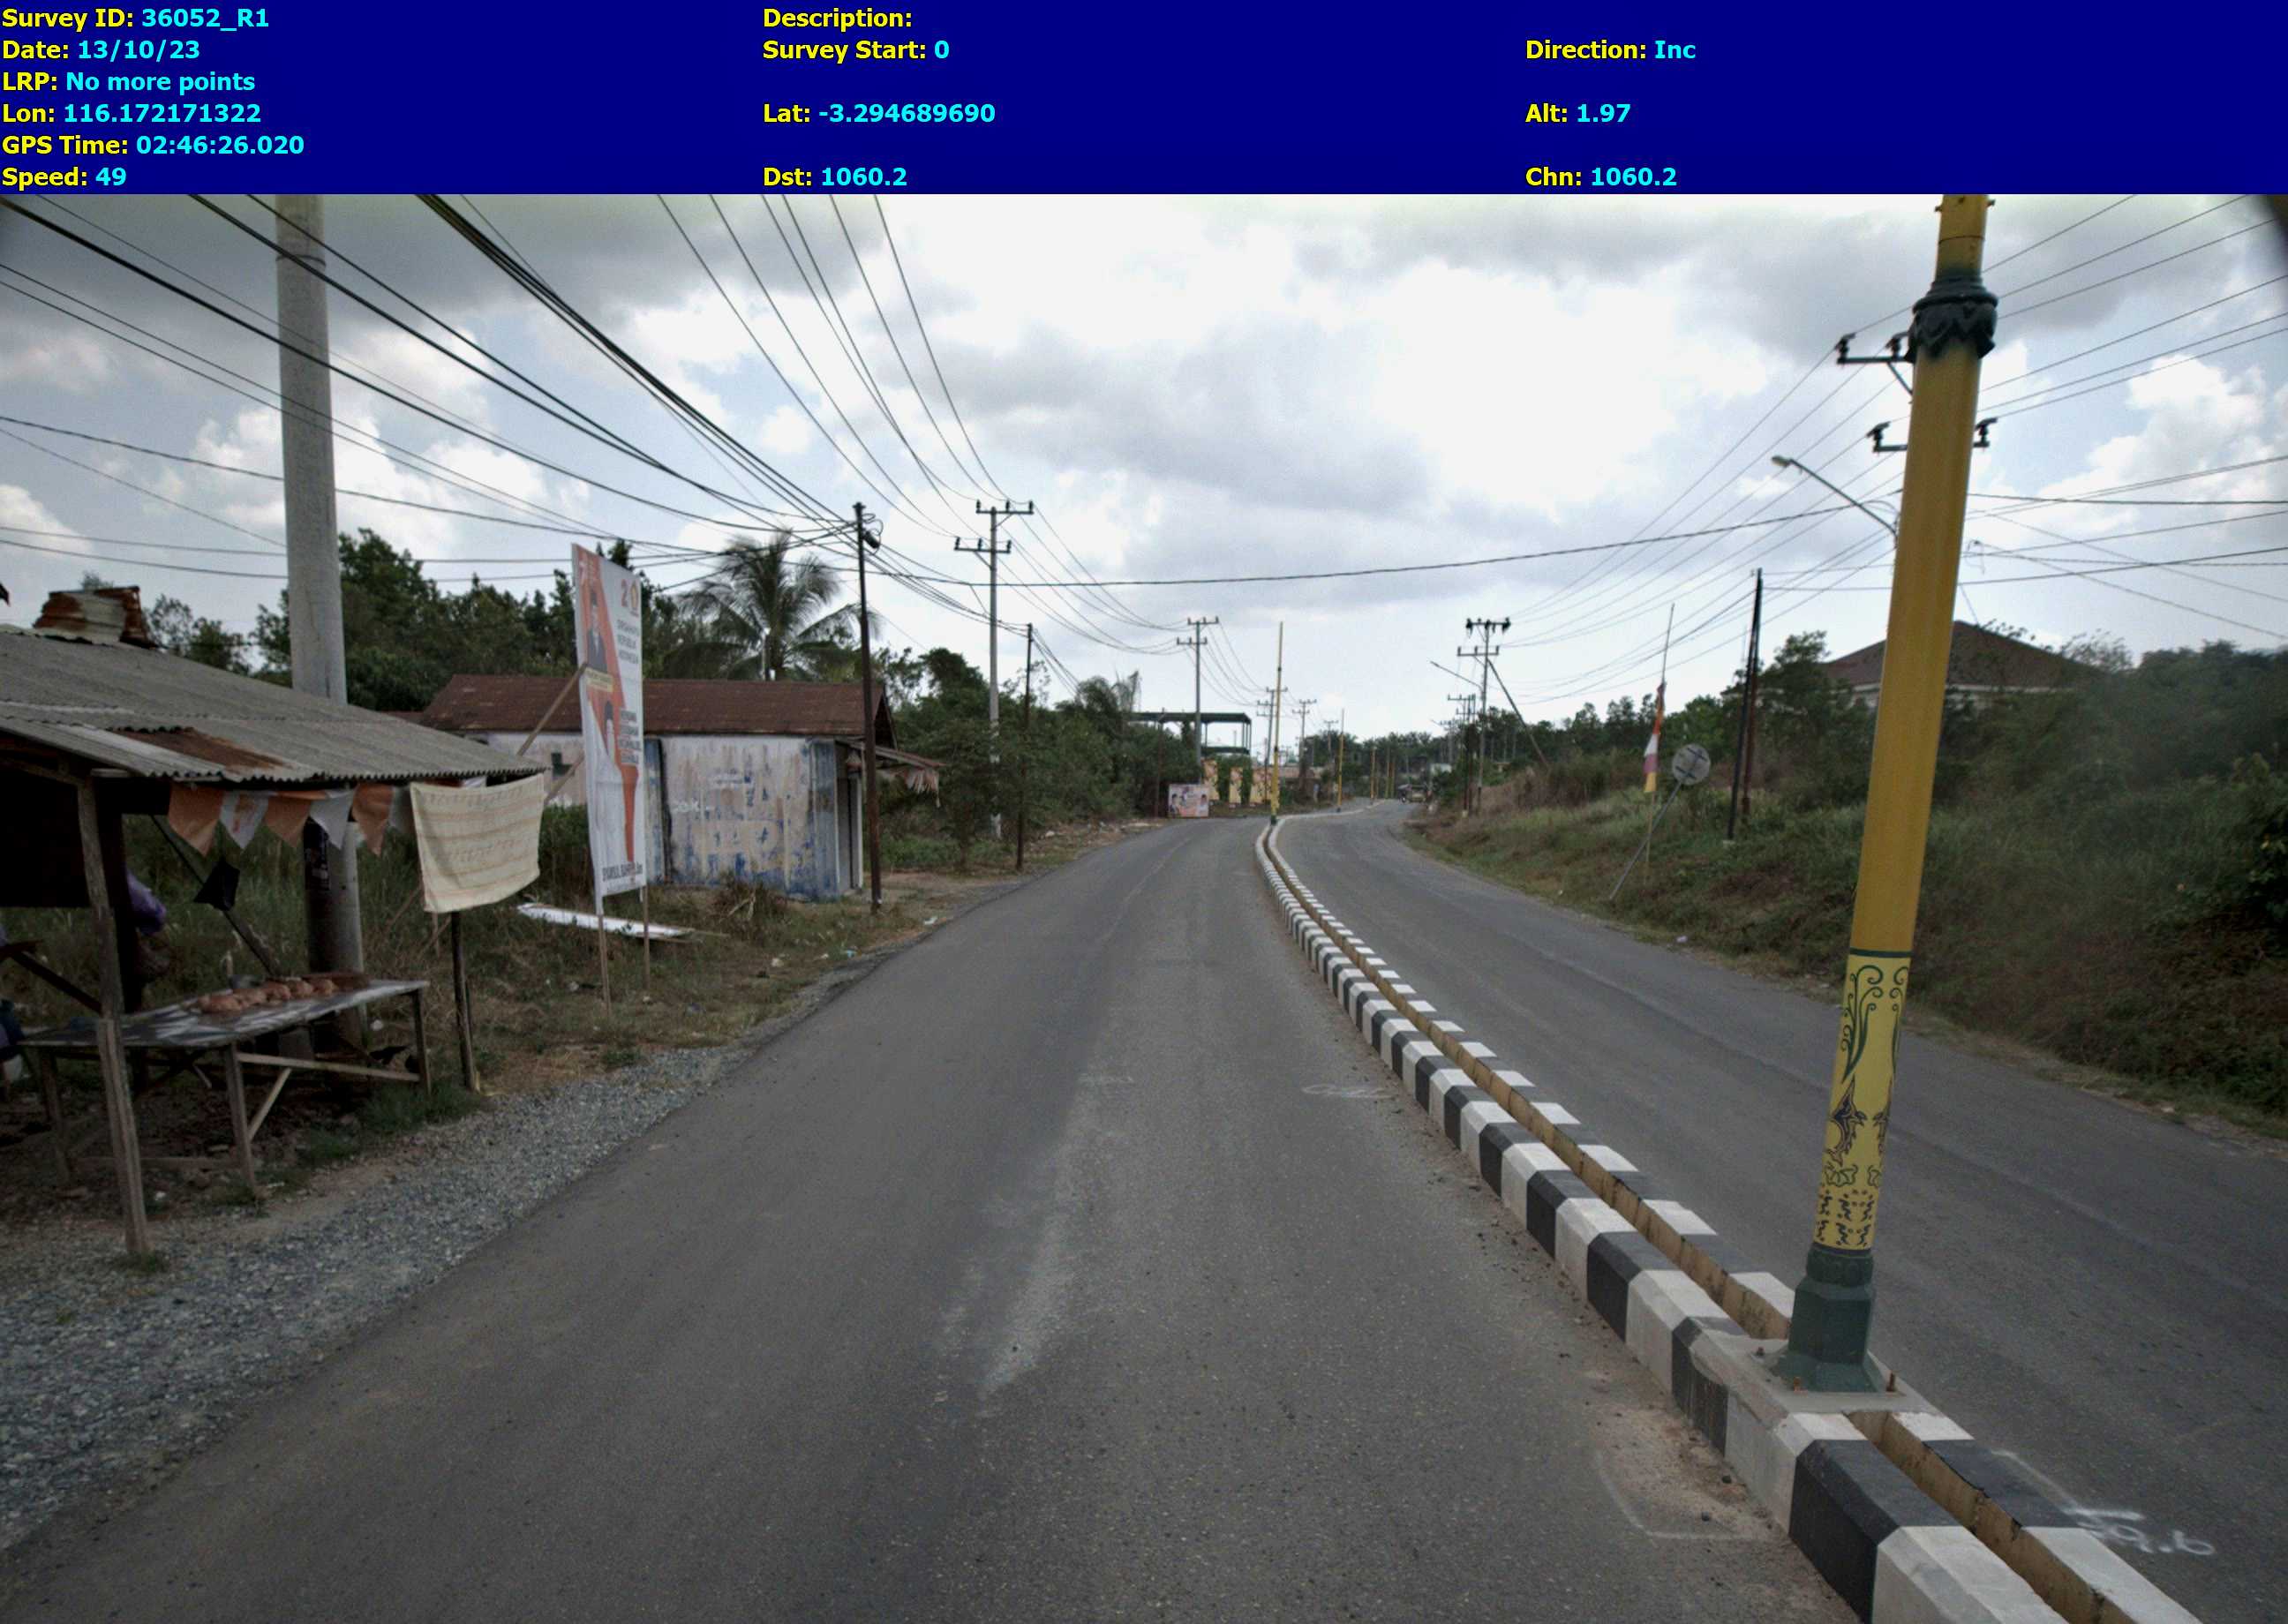 Survey ID: 36052_R1
Description:
Date: 13/10/23
Survey Start: 0
Direction: Inc
LRP: No more points
Lon: 116.172171322
Lat: -3.294689690
Alt: 1.97
GPS Time: 02:46:26.020
Speed: 49
Dst: 1060.2
Chn: 1060.2
20